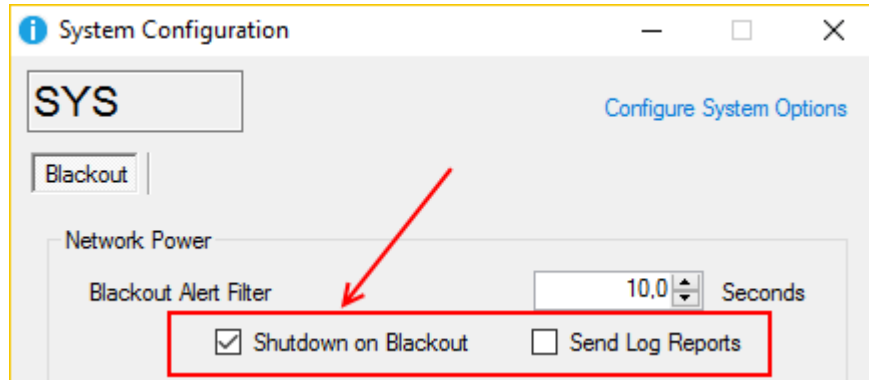 System Configuration
SYS
Configure System Options
Blackout
Network Power
Blackout Alert Filter 10,0 Seconds
Shutdown on Blackout Send Log Reports